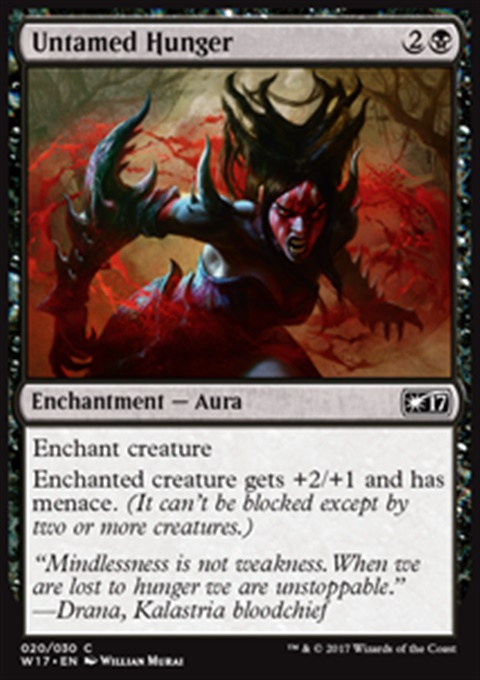 Untamed Hunger 2
Enchantment — Aura 17
Enchant creature
Enchanted creature gets +2/+1 and has
menace. (It can't be blocked except by
two or more creatures.)
“Mindlessness is not weakness. When we
are lost to hunger we are unstoppable.”
—Drana, Kalastria bloodchief
020/030 C ™ & © 2017 Wizards of the Coast
W17 • EN Willian Murai